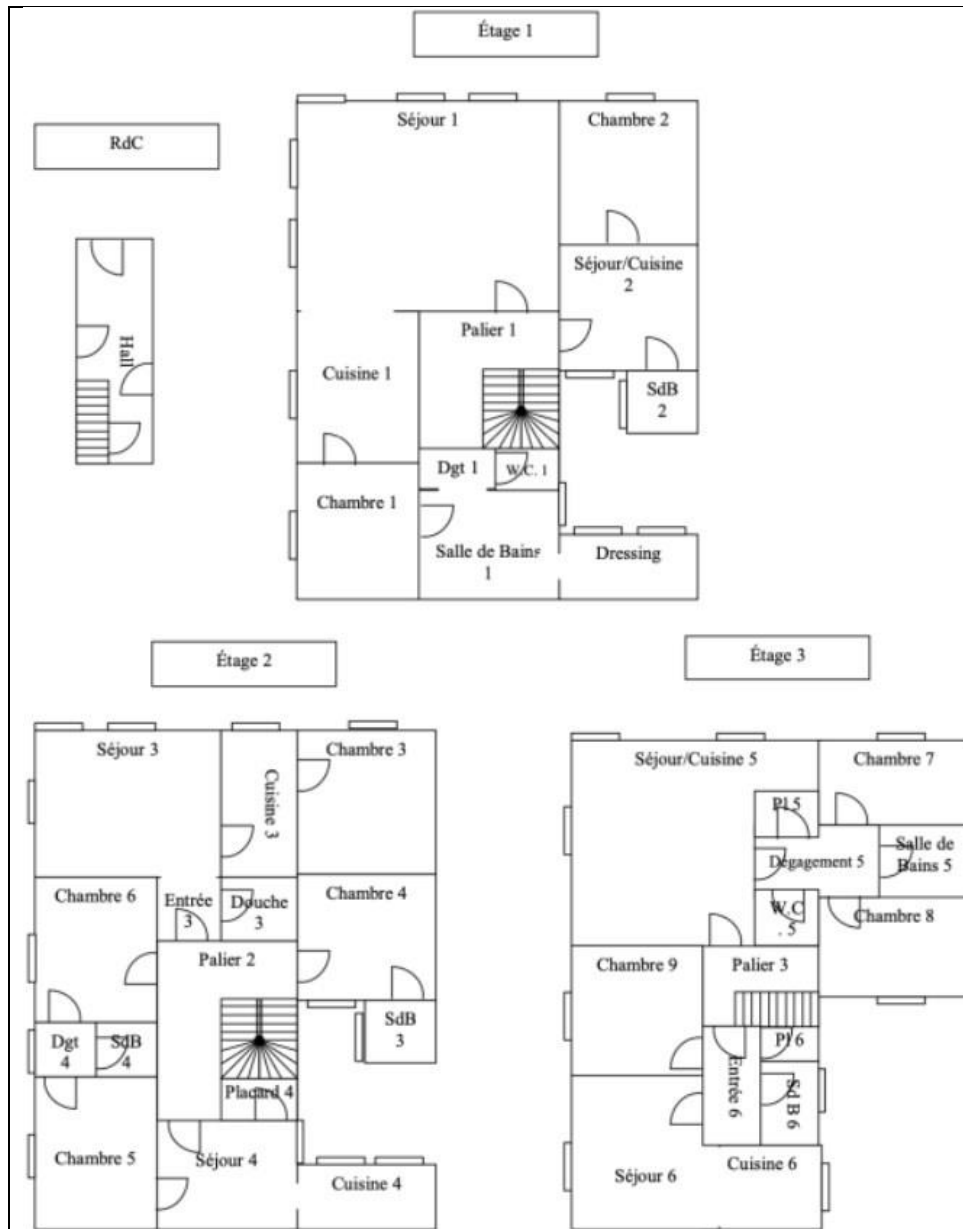 Étage 1
RdC
Séjour 1
Chambre 2
Séjour/Cuisine
2
Hall
Palier 1
Cuisine 1
SdB
2
Dgt 1
W.C. 1
Chambre 1
Salle de Bains
1
Dressing
Étage 2
Étage 3
Séjour 3
Cuisine 3
Chambre 3
Chambre 6
Entrée
3
Douche
3
Chambre 4
Palier 2
Dgt
4
SdB
4
SdB
3
Placard 4
Chambre 5
Séjour 4
Cuisine 4
Séjour/Cuisine 5
Chambre 7
Pl 5
Dégagement 5
Salle de
Bains 5
W.C
. 5
Chambre 8
Chambre 9
Palier 3
Pl 6
Entrée 6
Sd B 6
Séjour 6
Cuisine 6